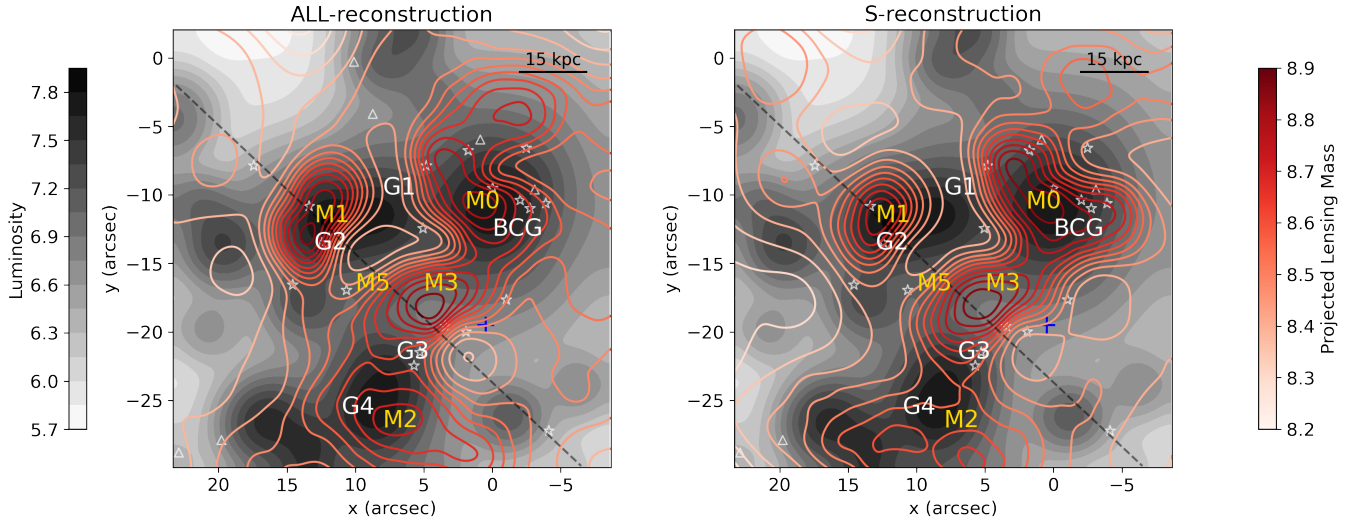 ALL-reconstruction
S-reconstruction
15 kpc
15 kpc
Luminosity
7.8
7.5
7.2
6.9
6.6
6.3
6.0
5.7
y (arcsec)
0
−5
−10
−15
−20
−25
G1
M0
M1
G2
BCG
M5
M3
G3
G4
M2
20
15
10
5
0
−5
x (arcsec)
y (arcsec)
0
−5
−10
−15
−20
−25
G1
M0
M1
G2
BCG
M5
M3
G3
G4
M2
20
15
10
5
0
−5
x (arcsec)
8.9
8.8
8.7
8.6
8.5
8.4
8.3
8.2
Projected Lensing Mass